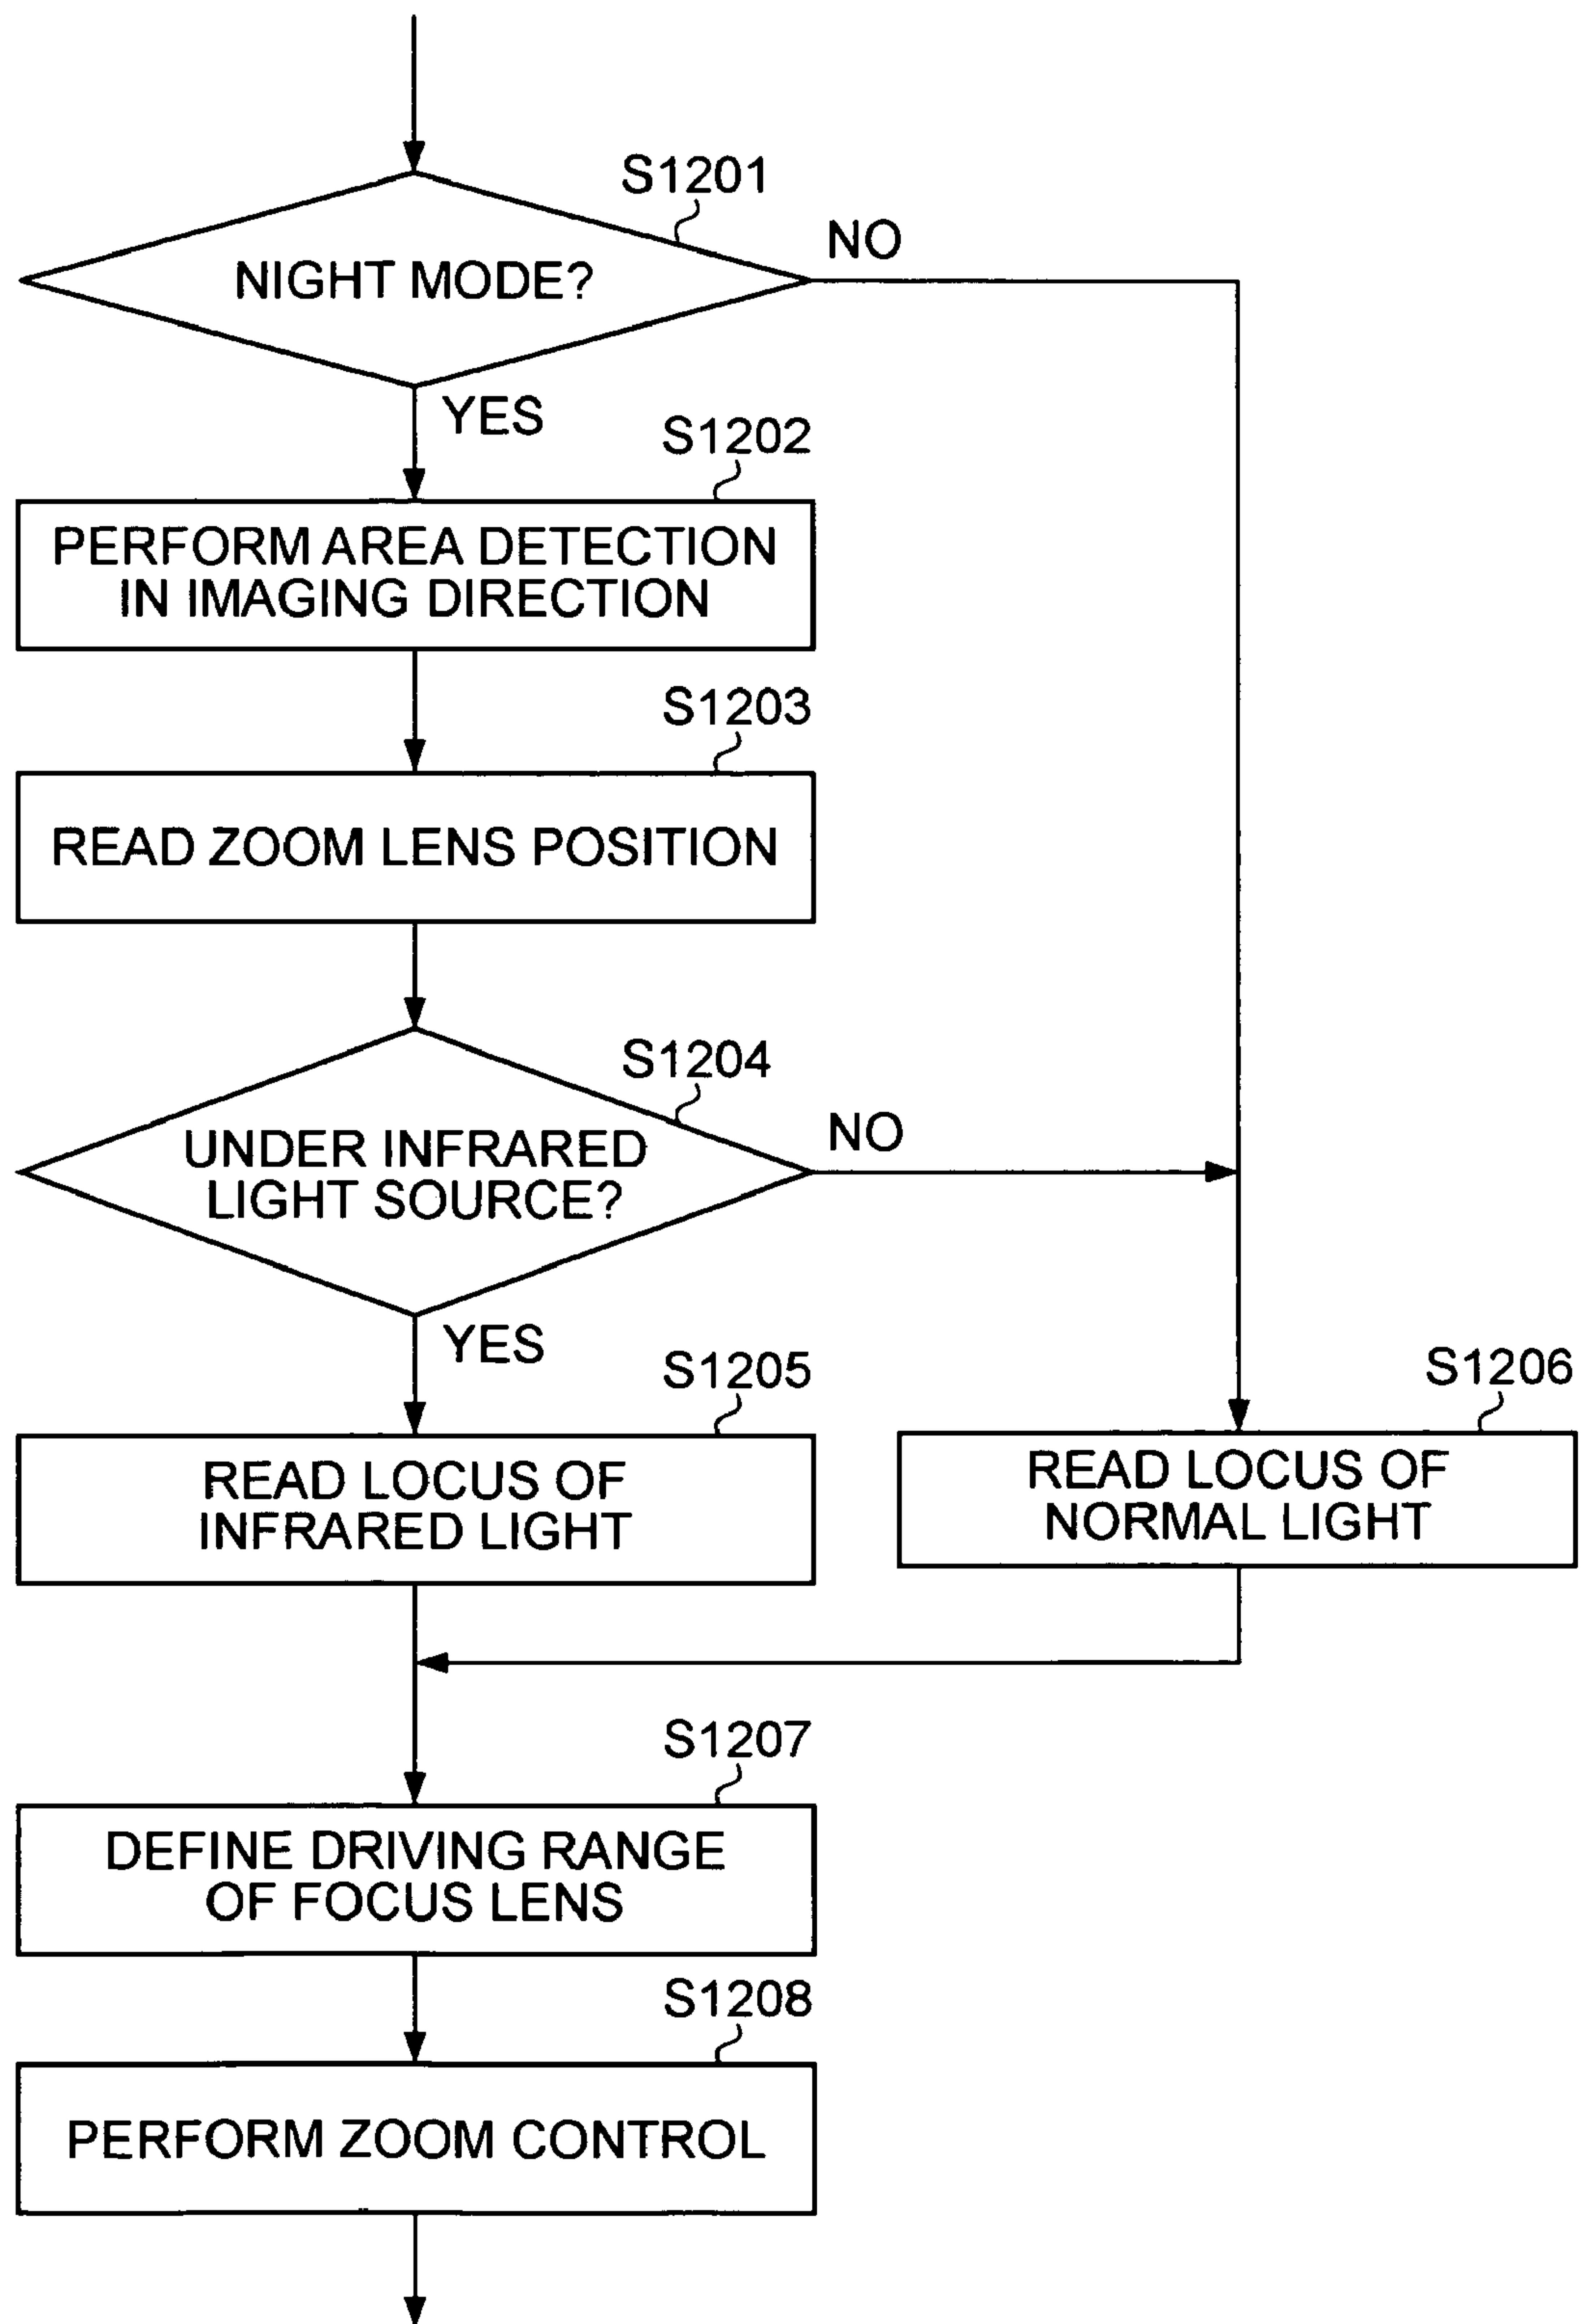 S1201
NO
NIGHT MODE?
YES
S1202
PERFORM AREA DETECTION
IN IMAGING DIRECTION
S1203
READ ZOOM LENS POSITION
S1204
NO
UNDER INFRARED
LIGHT SOURCE?
YES
S1205
READ LOCUS OF
INFRARED LIGHT
S1206
READ LOCUS OF
NORMAL LIGHT
S1207
DEFINE DRIVING RANGE
OF FOCUS LENS
S1208
PERFORM ZOOM CONTROL